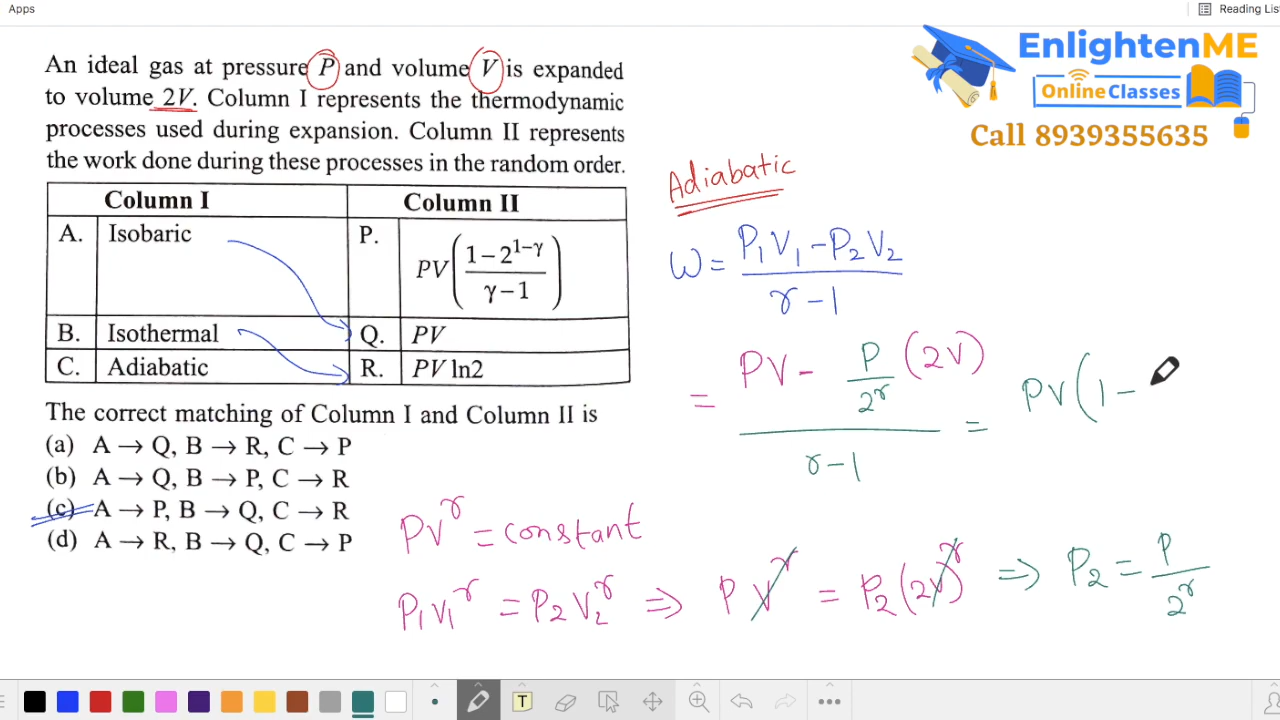 Apps
Reading List
EnlightenME
Online Classes
Call 8939355635
An ideal gas at pressure P and volume V is expanded
to volume 2V. Column I represents the thermodynamic
processes used during expansion. Column II represents
the work done during these processes in the random order.
Column I Column II
A. Isobaric P. PV(1−2^{1−γ}/γ−1)
B. Isothermal Q. PV
C. Adiabatic R. PV ln2
The correct matching of Column I and Column II is
(a) A → Q, B → R, C → P
(b) A → Q, B → P, C → R
(c) A → P, B → Q, C → R
(d) A → R, B → Q, C → P
Adiabatic
W = P₁V₁ − P₂V₂ / γ − 1
= PV − P/2^γ (2V) / γ − 1 = PV(1 −
PV^γ = constant
P₁V₁^γ = P₂V₂^γ ⇒ PV^γ = P₂(2V)^γ ⇒ P₂ = P/2^γ
T